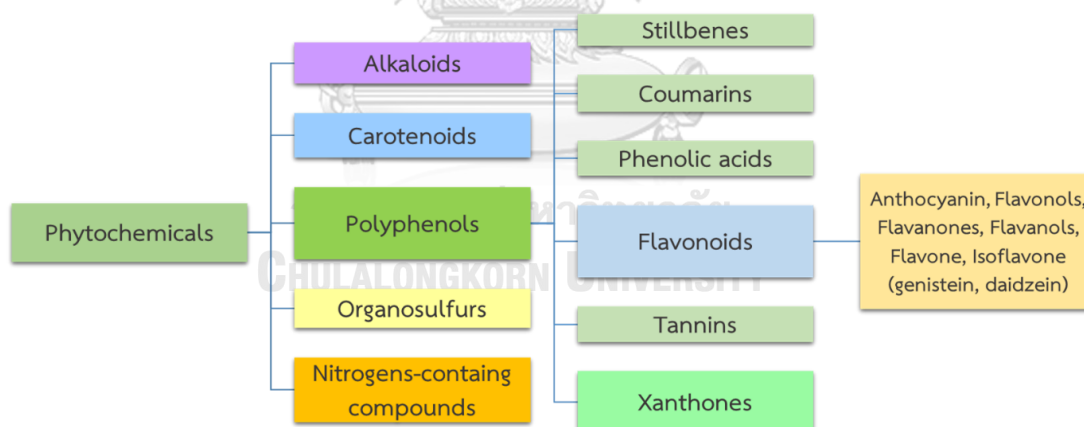 Phytochemicals
Alkaloids
Carotenoids
Polyphenols
Organosulfurs
Nitrogens-containg
compounds
Stillbenes
Coumarins
Phenolic acids
Flavonoids
Tannins
Xanthones
Anthocyanin, Flavonols,
Flavanones, Flavanols,
Flavone, Isoflavone
(genistein, daidzein)
CHULALONGKORN UNIVERSITY